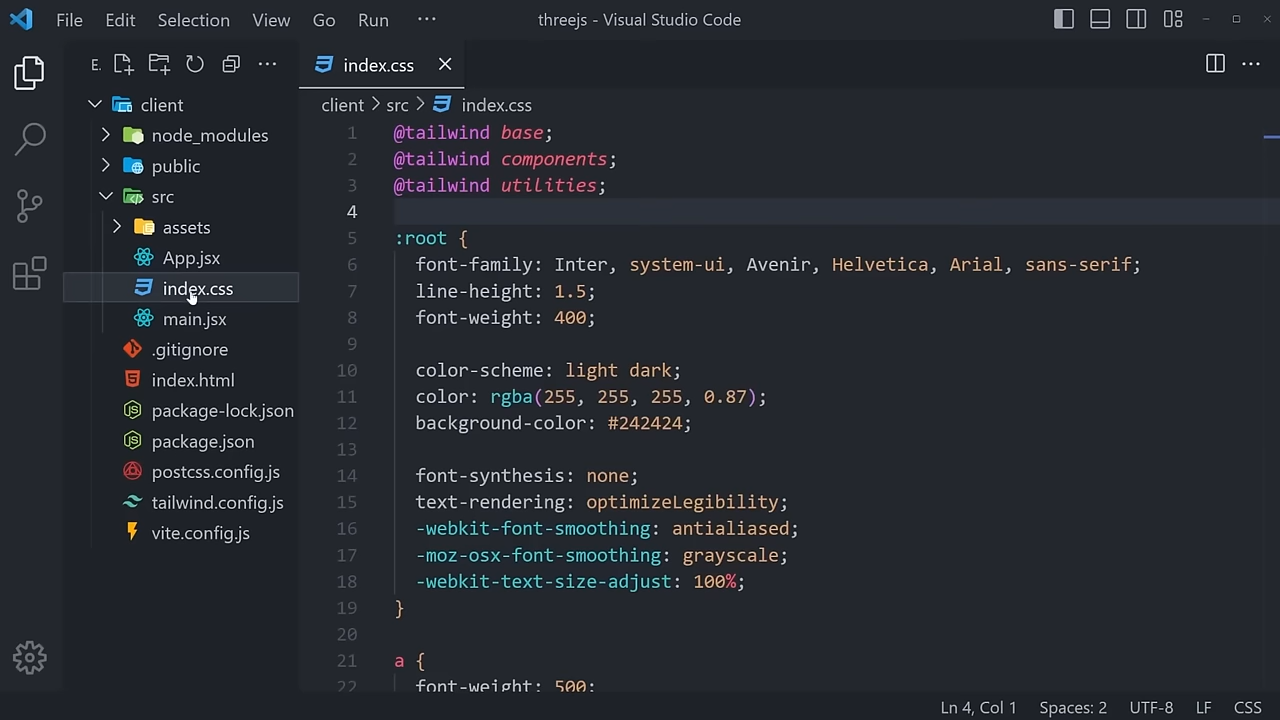 File Edit Selection View Go Run ··· threejs - Visual Studio Code
E. ···
client
node_modules
public
src
assets
App.jsx
index.css
main.jsx
.gitignore
index.html
package-lock.json
package.json
postcss.config.js
tailwind.config.js
vite.config.js
index.css
client > src > index.css
1 @tailwind base;
2 @tailwind components;
3 @tailwind utilities;
4
5 :root {
6 font-family: Inter, system-ui, Avenir, Helvetica, Arial, sans-serif;
7 line-height: 1.5;
8 font-weight: 400;
9
10 color-scheme: light dark;
11 color: rgba(255, 255, 255, 0.87);
12 background-color: #242424;
13
14 font-synthesis: none;
15 text-rendering: optimizeLegibility;
16 -webkit-font-smoothing: antialiased;
17 -moz-osx-font-smoothing: grayscale;
18 -webkit-text-size-adjust: 100%;
19 }
20
21 a {
22 font-weight: 500;
Ln 4, Col 1 Spaces: 2 UTF-8 LF CSS